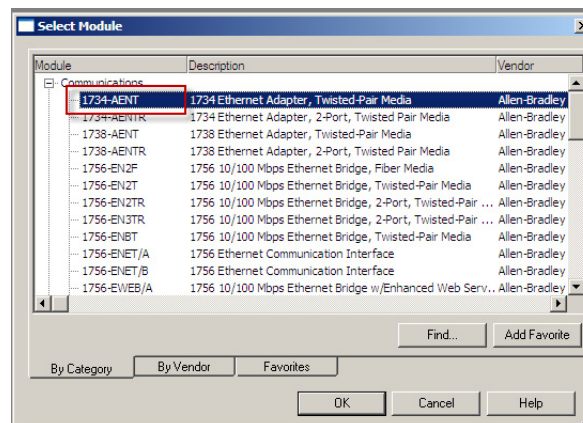 Select Module
Module Description Vendor
Communications
1734-AENT 1734 Ethernet Adapter, Twisted-Pair Media Allen-Bradley
1734-AENTR 1734 Ethernet Adapter, 2-Port, Twisted Pair Media Allen-Bradley
1738-AENT 1738 Ethernet Adapter, Twisted-Pair Media Allen-Bradley
1738-AENTR 1738 Ethernet Adapter, 2-Port, Twisted Pair Media Allen-Bradley
1756-EN2F 1756 10/100 Mbps Ethernet Bridge, Fiber Media Allen-Bradley
1756-EN2T 1756 10/100 Mbps Ethernet Bridge, Twisted-Pair Media Allen-Bradley
1756-EN2TR 1756 10/100 Mbps Ethernet Bridge, 2-Port, Twisted-Pair ... Allen-Bradley
1756-EN3TR 1756 10/100 Mbps Ethernet Bridge, 2-Port, Twisted-Pair ... Allen-Bradley
1756-ENBT 1756 10/100 Mbps Ethernet Bridge, Twisted-Pair Media Allen-Bradley
1756-ENET/A 1756 Ethernet Communication Interface Allen-Bradley
1756-ENET/B 1756 Ethernet Communication Interface Allen-Bradley
1756-EWEB/A 1756 10/100 Mbps Ethernet Bridge w/Enhanced Web Serv.. Allen-Bradley
Find... Add Favorite
By Category By Vendor Favorites
OK Cancel Help